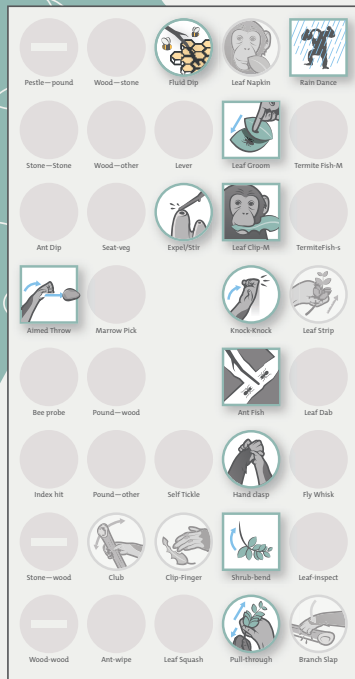 Pestle—pound Wood—stone Fluid Dip Leaf Napkin Rain Dance
Stone—Stone Wood—other Lever Leaf Groom Termite Fish-M
Ant Dip Seat-veg Expel/Stir Leaf Clip-M TermiteFish-s
Aimed Throw Marrow Pick Knock-Knock Leaf Strip
Bee probe Pound—wood Ant Fish Leaf Dab
Index hit Pound—other Self Tickle Hand clasp Fly Whisk
Stone—wood Club Clip-Finger Shrub-bend Leaf-inspect
Wood-wood Ant-wipe Leaf Squash Pull-through Branch Slap